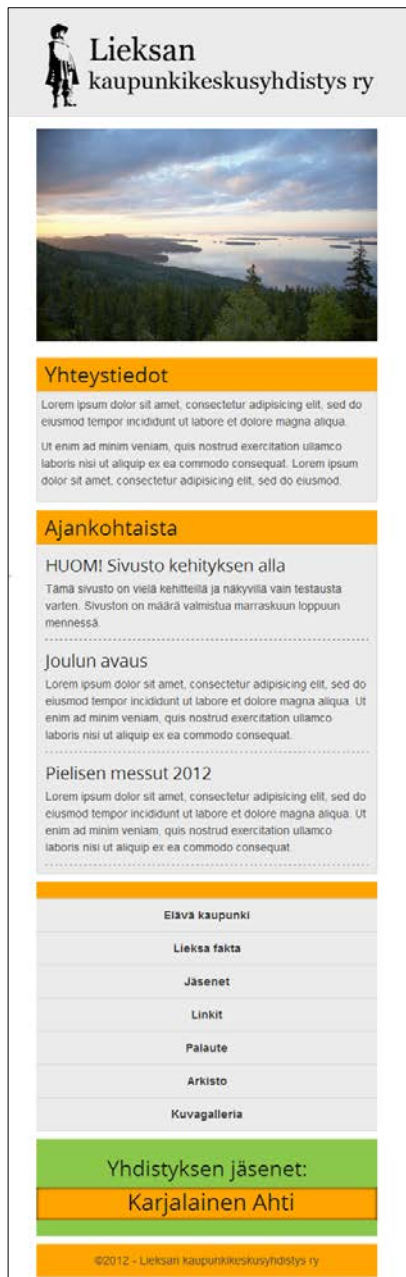 Lieksan
kaupunkikeskusyhdistys ry
Yhteystiedot
Lorem ipsum dolor sit amet, consectetur adipisicing elit, sed do
eiusmod tempor incididunt ut labore et dolore magna aliqua.
Ut enim ad minim veniam, quis nostrud exercitation ullamco
laboris nisi ut aliquip ex ea commodo consequat. Lorem ipsum
dolor sit amet, consectetur adipisicing elit, sed do eiusmod.
Ajankohtaista
HUOM! Sivusto kehityksen alla
Tämä sivusto on vielä kehitteillä ja näkyvillä vain testausta
varten. Sivuston on määrä valmistua marraskuun loppuun
mennessä.
Joulun avaus
Lorem ipsum dolor sit amet, consectetur adipisicing elit, sed do
eiusmod tempor incididunt ut labore et dolore magna aliqua. Ut
enim ad minim veniam, quis nostrud exercitation ullamco
laboris nisi ut aliquip ex ea commodo consequat.
Pielisen messut 2012
Lorem ipsum dolor sit amet, consectetur adipisicing elit, sed do
eiusmod tempor incididunt ut labore et dolore magna aliqua. Ut
enim ad minim veniam, quis nostrud exercitation ullamco
laboris nisi ut aliquip ex ea commodo consequat.
Elävä kaupunki
Lieksa fakta
Jäsenet
Linkit
Palaute
Arkisto
Kuvagalleria
Yhdistyksen jäsenet:
Karjalainen Ahti
©2012 - Lieksan kaupunkikeskusyhdistys ry